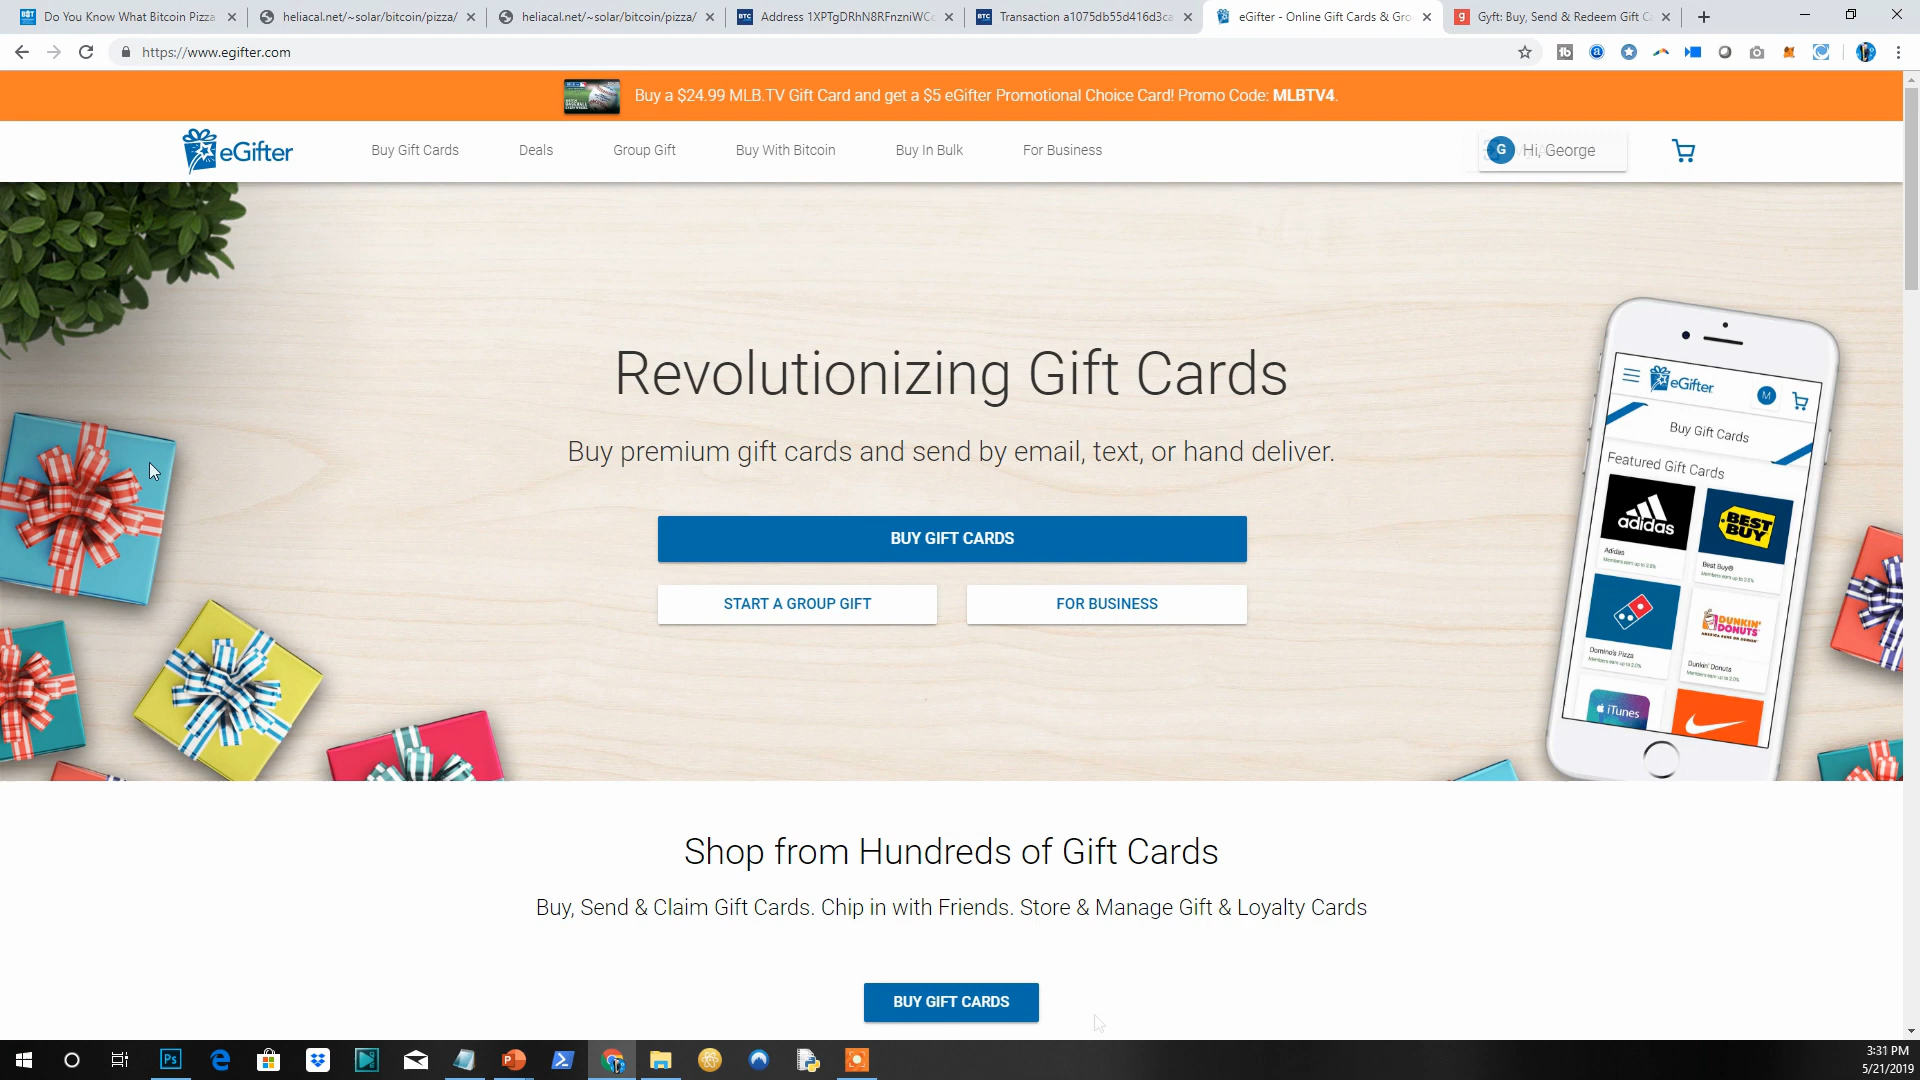 Do You Know What Bitcoin Pizza
heliacal.net/~solar/bitcoin/pizza/
heliacal.net/~solar/bitcoin/pizza/
Address 1XPTgDRhN8RFnzniWC
Transaction a1075db55d416d3ca
eGifter - Online Gift Cards & Gro
Gyft: Buy, Send & Redeem Gift C
https://www.egifter.com
Buy a $24.99 MLB.TV Gift Card and get a $5 eGifter Promotional Choice Card! Promo Code: MLBTV4.
eGifter
Buy Gift Cards
Deals
Group Gift
Buy With Bitcoin
Buy In Bulk
For Business
G
Hi, George
Revolutionizing Gift Cards
Buy premium gift cards and send by email, text, or hand deliver.
BUY GIFT CARDS
START A GROUP GIFT
FOR BUSINESS
eGifter
M
Buy Gift Cards
Featured Gift Cards
adidas
Adidas
Members earn up to 2.5%
BEST BUY
Best Buy®
Domino's Pizza
Members earn up to 2.0%
DUNKIN' DONUTS
AMERICA RUNS ON DUNKIN'
Dunkin' Donuts
Members earn up to 2.0%
iTunes
Shop from Hundreds of Gift Cards
Buy, Send & Claim Gift Cards. Chip in with Friends. Store & Manage Gift & Loyalty Cards
BUY GIFT CARDS
Ps
3:31 PM
5/21/2019